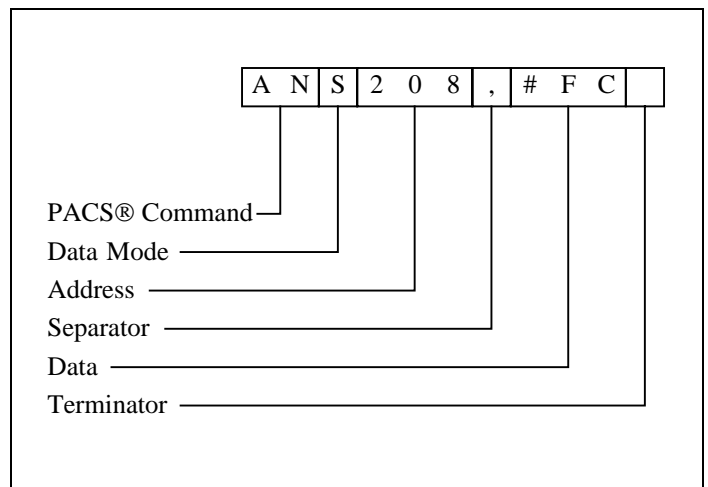 A N S 2 0 8 , # F C
PACS® Command
Data Mode
Address
Separator
Data
Terminator